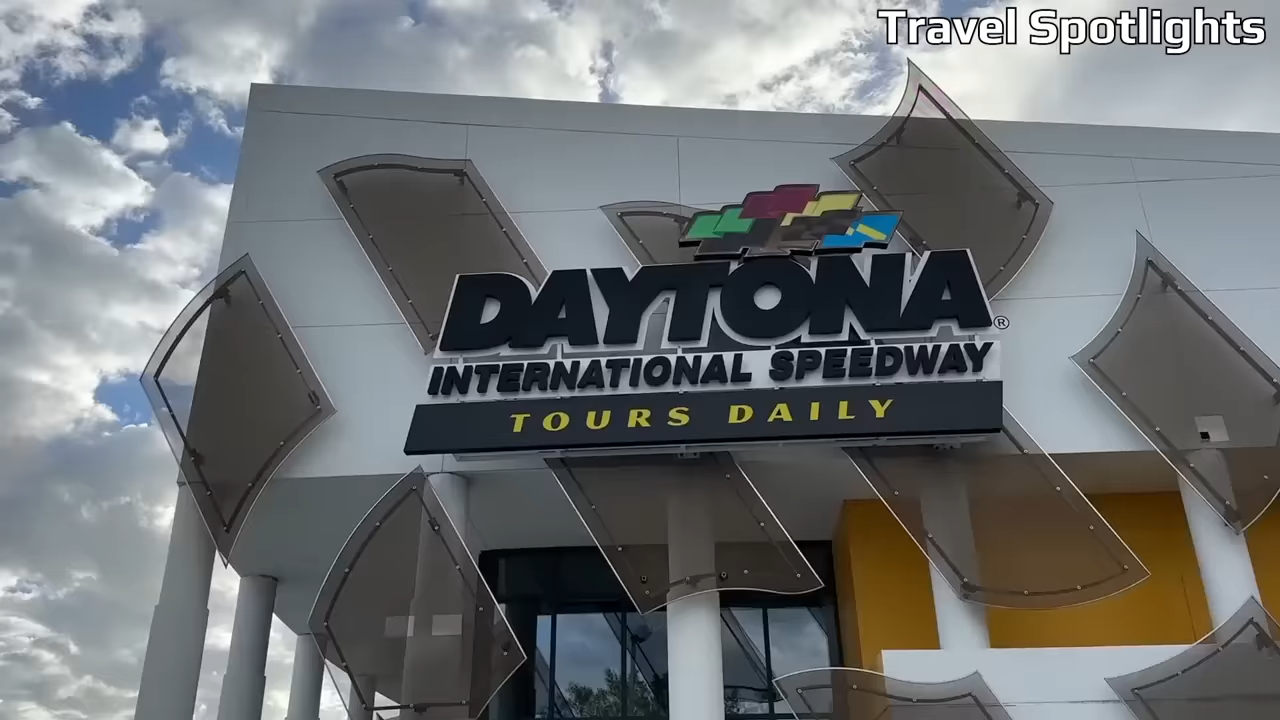 Travel Spotlights
DAYTONA
®
INTERNATIONAL SPEEDWAY
TOURS DAILY